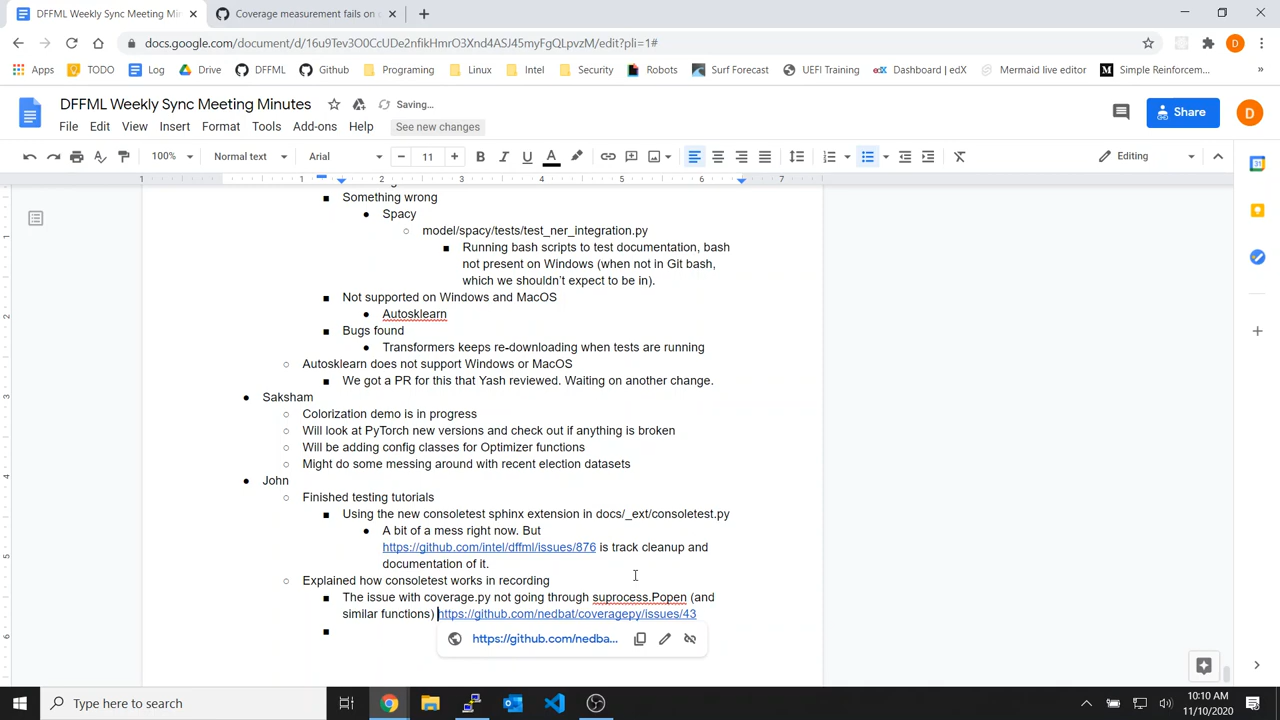 DFFML Weekly Sync Meeting Min
Coverage measurement fails on e
docs.google.com/document/d/16u9Tev3O0CcUDe2nfikHmrO3Xnd4ASJ45myFgQLpvzM/edit?pli=1#
D
Apps TODO Log Drive DFFML Github Programing Linux Intel Security Robots Surf Forecast UEFI Training Dashboard | edX Mermaid live editor Simple Reinforcem...
DFFML Weekly Sync Meeting Minutes Saving...
File Edit View Insert Format Tools Add-ons Help See new changes
Share
D
100% Normal text Arial 11 Editing
1 1 2 3 4 5 6 7
Something wrong
Spacy
model/spacy/tests/test_ner_integration.py
Running bash scripts to test documentation, bash
not present on Windows (when not in Git bash,
which we shouldn't expect to be in).
Not supported on Windows and MacOS
Autosklearn
Bugs found
Transformers keeps re-downloading when tests are running
Autosklearn does not support Windows or MacOS
We got a PR for this that Yash reviewed. Waiting on another change.
Saksham
Colorization demo is in progress
Will look at PyTorch new versions and check out if anything is broken
Will be adding config classes for Optimizer functions
Might do some messing around with recent election datasets
John
Finished testing tutorials
Using the new consoletest sphinx extension in docs/_ext/consoletest.py
A bit of a mess right now. But
https://github.com/intel/dffml/issues/876 is track cleanup and
documentation of it.
Explained how consoletest works in recording
The issue with coverage.py not going through suprocess.Popen (and
similar functions) https://github.com/nedbat/coveragepy/issues/43
https://github.com/nedba...
Type here to search
10:10 AM
11/10/2020